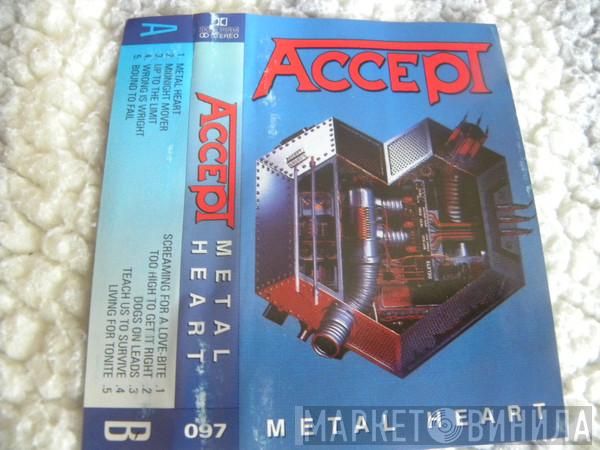 A
1. METAL HEART
2. MIDNIGHT MOVER
3. UP TO THE LIMIT
4. WRONG IS WRIGHT
5. BOUND TO FAIL
SCREAMING FOR A LOVE-BITE .1
TOO HIGH TO GET IT RIGHT .2
DOGS ON LEADS .3
TEACH US TO SURVIVE .4
LIVING FOR TONITE .5
B
STEREO
ACCEPT
METAL
HEART
097
ACCEPT
METAL HEART
МАРКЕТ ВИНИЛА